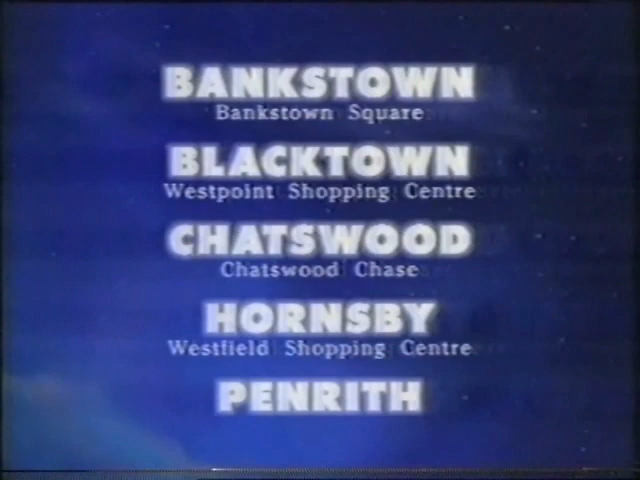 BANKSTOWN
Bankstown Square
BLACKTOWN
Westpoint Shopping Centre
CHATSWOOD
Chatswood Chase
HORNSBY
Westfield Shopping Centre
PENRITH